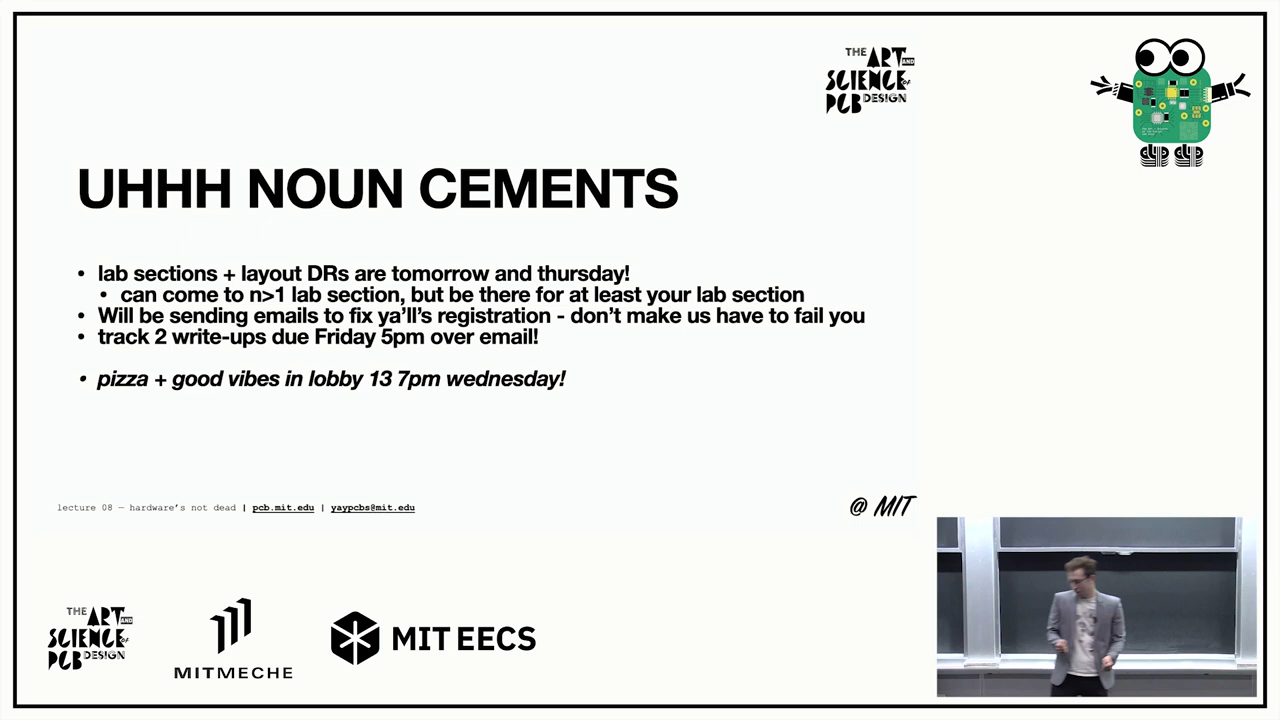 THE ART AND
SCIENCE of
PCB DESIGN
UHHH NOUN CEMENTS
• lab sections + layout DRs are tomorrow and thursday!
• can come to n>1 lab section, but be there for at least your lab section
• Will be sending emails to fix ya’ll’s registration - don’t make us have to fail you
• track 2 write-ups due Friday 5pm over email!
• pizza + good vibes in lobby 13 7pm wednesday!
lecture 08 — hardware’s not dead | pcb.mit.edu | yaypcbs@mit.edu
@ MIT
THE ART AND
SCIENCE of
PCB DESIGN
MITMECHE
MIT EECS